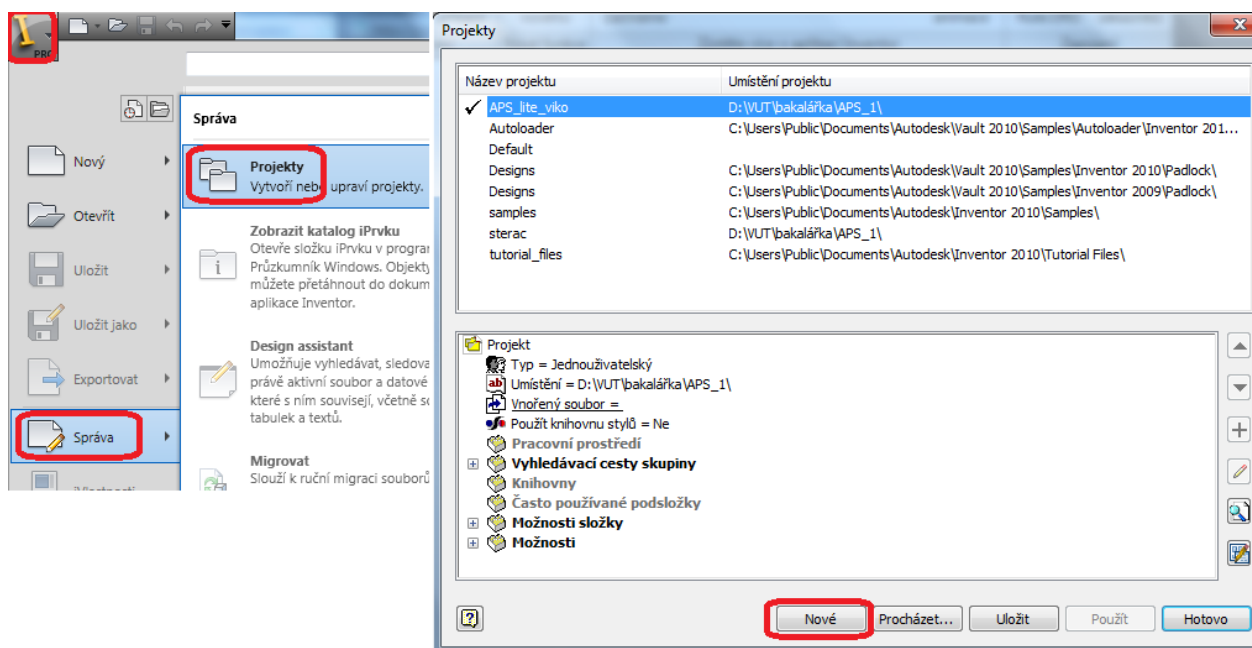 PRO
Správa
Nový
Otevřít
Uložit
Uložit jako
Exportovat
Správa
Projekty
Vytvoří nebo upraví projekty.
Zobrazit katalog iPrvku
Otevře složku iPrvku v progra
Průzkumník Windows. Objekty
můžete přetáhnout do dokum
aplikace Inventor.
Design assistant
Umožňuje vyhledávat, sledova
právě aktivní soubor a datové
které s ním souvisejí, včetně
tabulek a textů.
Migrovat
Slouží k ruční migraci souborů
Projekty
Název projektu Umístění projektu
APS_lite_viko D:\VUT\bakalářka\APS_1\
Autoloader C:\Users\Public\Documents\Autodesk\Vault 2010\Samples\Autoloader\Inventor 201...
Default
Designs C:\Users\Public\Documents\Autodesk\Vault 2010\Samples\Inventor 2010\Padlock\
Designs C:\Users\Public\Documents\Autodesk\Vault 2010\Samples\Inventor 2009\Padlock\
samples C:\Users\Public\Documents\Autodesk\Inventor 2010\Samples\
sterac D:\VUT\bakalářka\APS_1\
tutorial_files C:\Users\Public\Documents\Autodesk\Inventor 2010\Tutorial Files\
Projekt
Typ = Jednouživatelský
Umístění = D:\VUT\bakalářka\APS_1\
Vnořený soubor =
Použít knihovnu stylů = Ne
Pracovní prostředí
Vyhledávací cesty skupiny
Knihovny
Často používané podsložky
Možnosti složky
Možnosti
Nové Procházet... Uložit Použít Hotovo